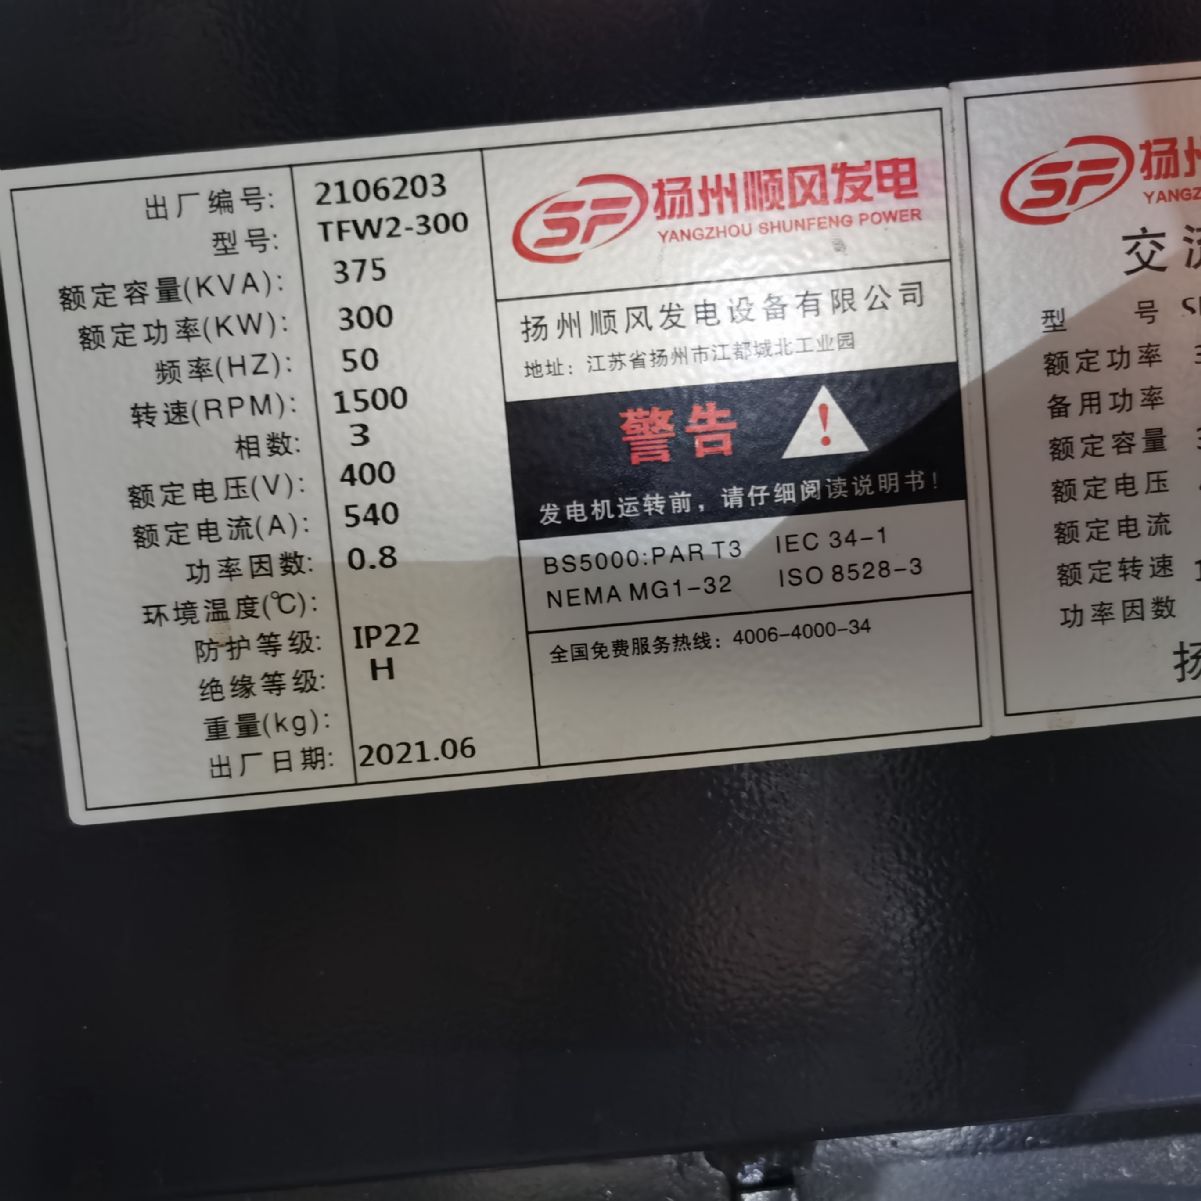 出厂编号: 2106203
型号: TFW2-300
额定容量(KVA): 375
额定功率(KW): 300
频率(HZ): 50
转速(RPM): 1500
相数: 3
额定电压(V): 400
额定电流(A): 540
功率因数: 0.8
环境温度(℃):
防护等级: IP22
绝缘等级: H
重量(kg):
出厂日期: 2021.06
SF 扬州顺风发电
YANGZHOU SHUNFENG POWER
扬州顺风发电设备有限公司
地址：江苏省扬州市江都城北工业园
警告 !
发电机运转前，请仔细阅读说明书！
BS5000:PAR T3 IEC 34-1
NEMA MG1-32 ISO 8528-3
全国免费服务热线：4006-4000-34
SF 扬
YANGZ
交
型 号 S
额定功率
备用功率
额定容量
额定电压
额定电流
额定转速
功率因数
扬